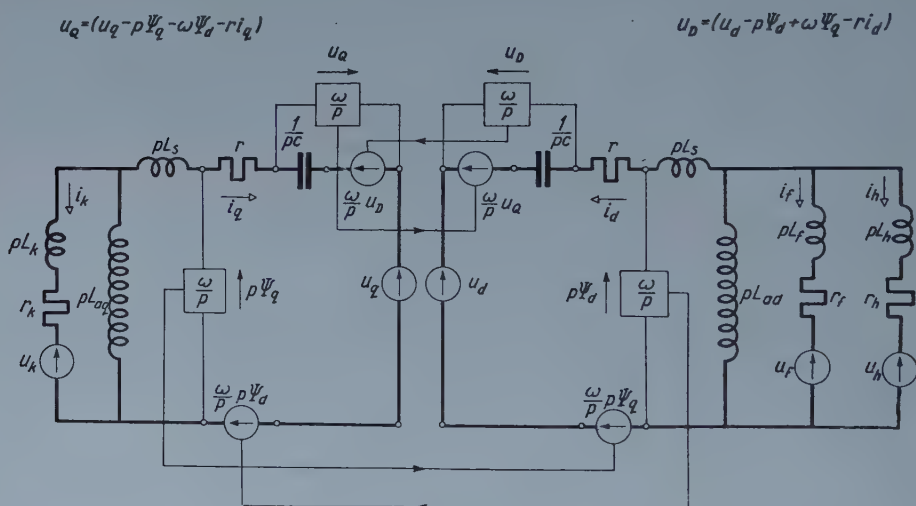 u_Q=(u_q-pΨ_q-ωΨ_d-ri_q)
u_D=(u_d-pΨ_d+ωΨ_q-ri_d)
u_Q
u_D
ω/p
ω/p
pL_s
r
1/pc
1/pc
r
pL_s
i_k
i_q
ω/p u_D
ω/p u_Q
i_d
i_f
i_h
pL_k
pL_aq
r_k
ω/p
pΨ_q
u_q
u_d
pΨ_d
ω/p
pL_ad
pL_f
r_f
pL_h
r_h
u_k
ω/p pΨ_d
ω/p pΨ_q
u_f
u_h